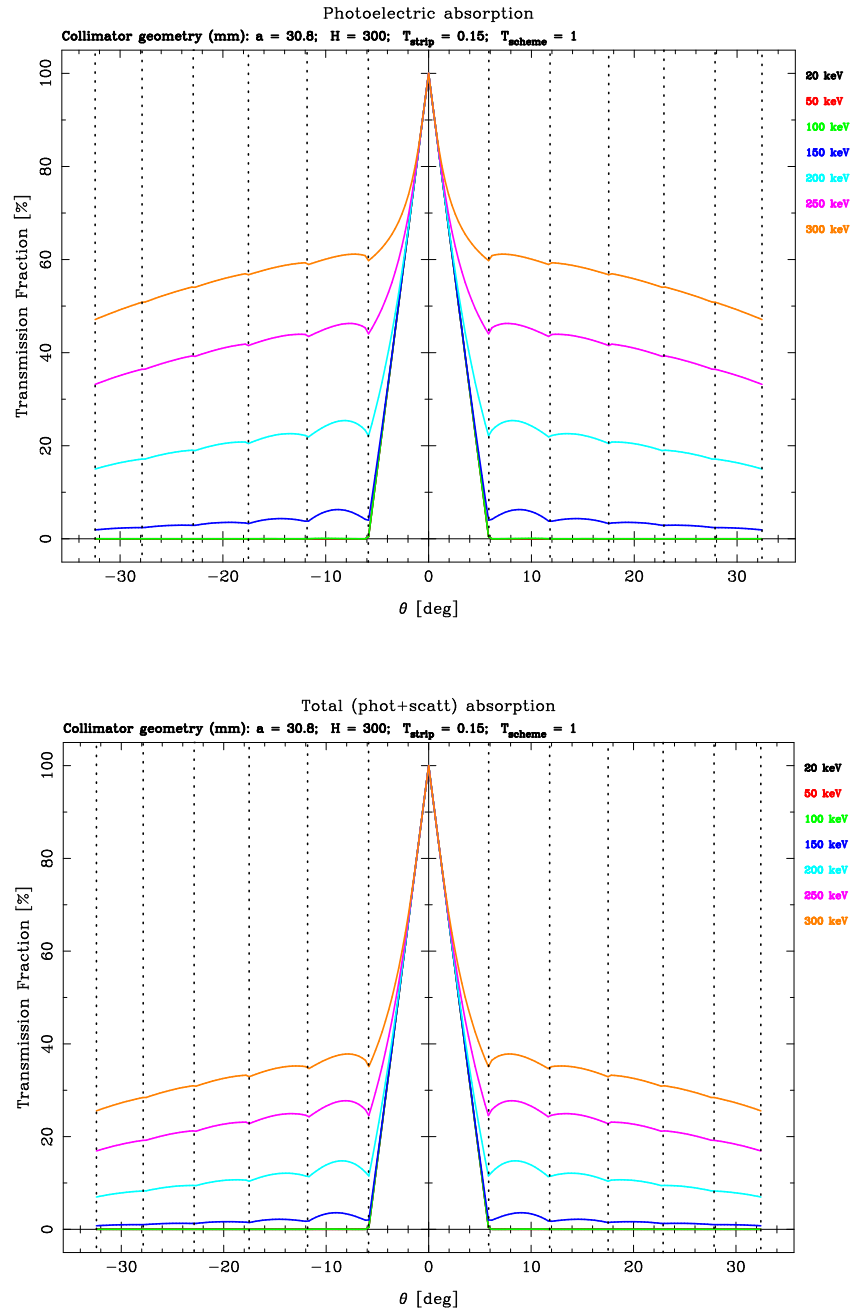 Photoelectric absorption
Collimator geometry (mm): a = 30.8; H = 300; T_strip = 0.15; T_scheme = 1
100
80
60
40
20
0
Transmission Fraction [%]
−30 −20 −10 0 10 20 30
θ [deg]
20 keV
50 keV
100 keV
150 keV
200 keV
250 keV
300 keV
Total (phot+scatt) absorption
Collimator geometry (mm): a = 30.8; H = 300; T_strip = 0.15; T_scheme = 1
100
80
60
40
20
0
Transmission Fraction [%]
−30 −20 −10 0 10 20 30
θ [deg]
20 keV
50 keV
100 keV
150 keV
200 keV
250 keV
300 keV